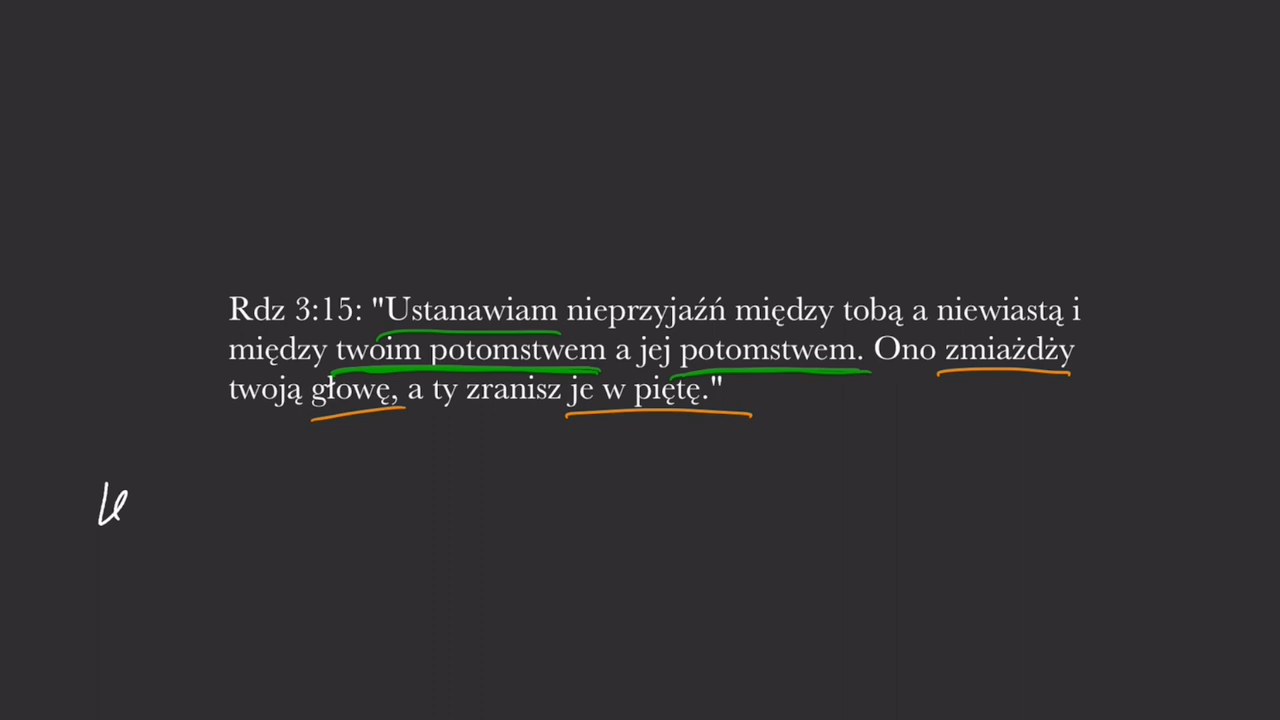 Rdz 3:15: "Ustanawiam nieprzyjaźń między tobą a niewiastą i
między twoim potomstwem a jej potomstwem. Ono zmiażdży
twoją głowę, a ty zranisz je w piętę."